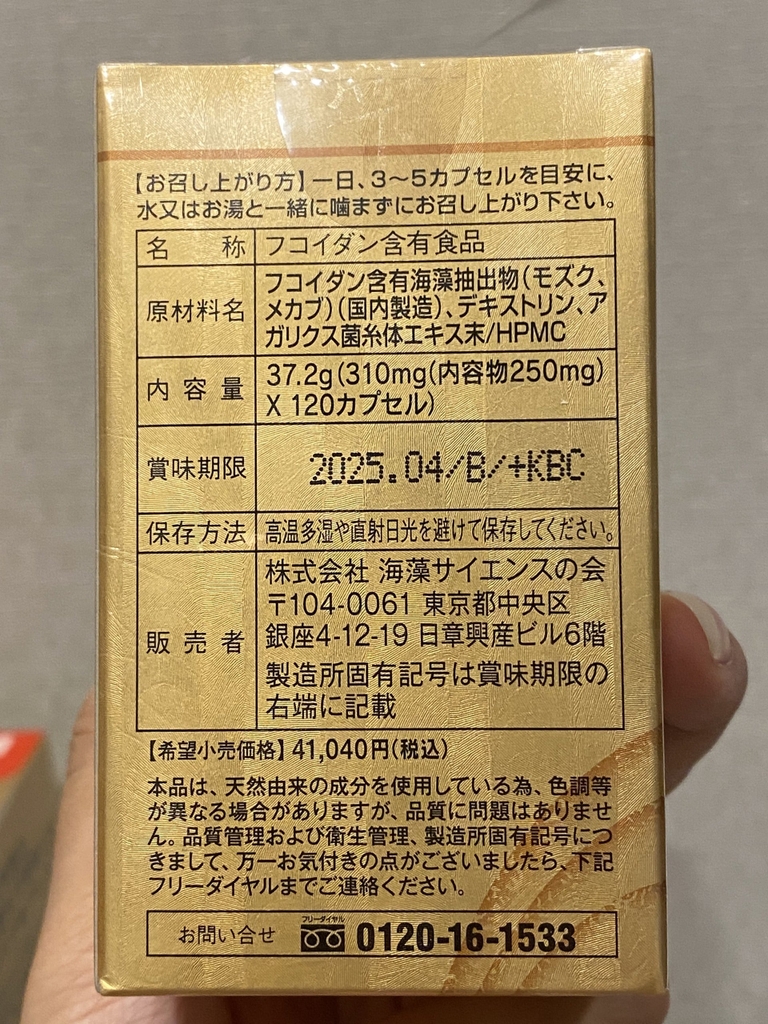 【お召し上がり方】一日、3〜5カプセルを目安に、
水又はお湯と一緒に噛まずにお召し上がり下さい。
名称 フコイダン含有食品
原材料名 フコイダン含有海藻抽出物(モズク、
メカブ)(国内製造)、デキストリン、ア
ガリクス菌糸体エキス末/HPMC
内容量 37.2g(310mg(内容物250mg)
X 120カプセル)
賞味期限 2025.04/B/+KBC
保存方法 高温多湿や直射日光を避けて保存してください。
販売者 株式会社 海藻サイエンスの会
〒104-0061 東京都中央区
銀座4-12-19 日章興産ビル6階
製造所固有記号は賞味期限の
右端に記載
【希望小売価格】41,040円(税込)
本品は、天然由来の成分を使用している為、色調等
が異なる場合がありますが、品質に問題はありませ
ん。品質管理および衛生管理、製造所固有記号につ
きまして、万一お気付きの点がございましたら、下記
フリーダイヤルまでご連絡ください。
お問い合せ フリーダイヤル 0120-16-1533